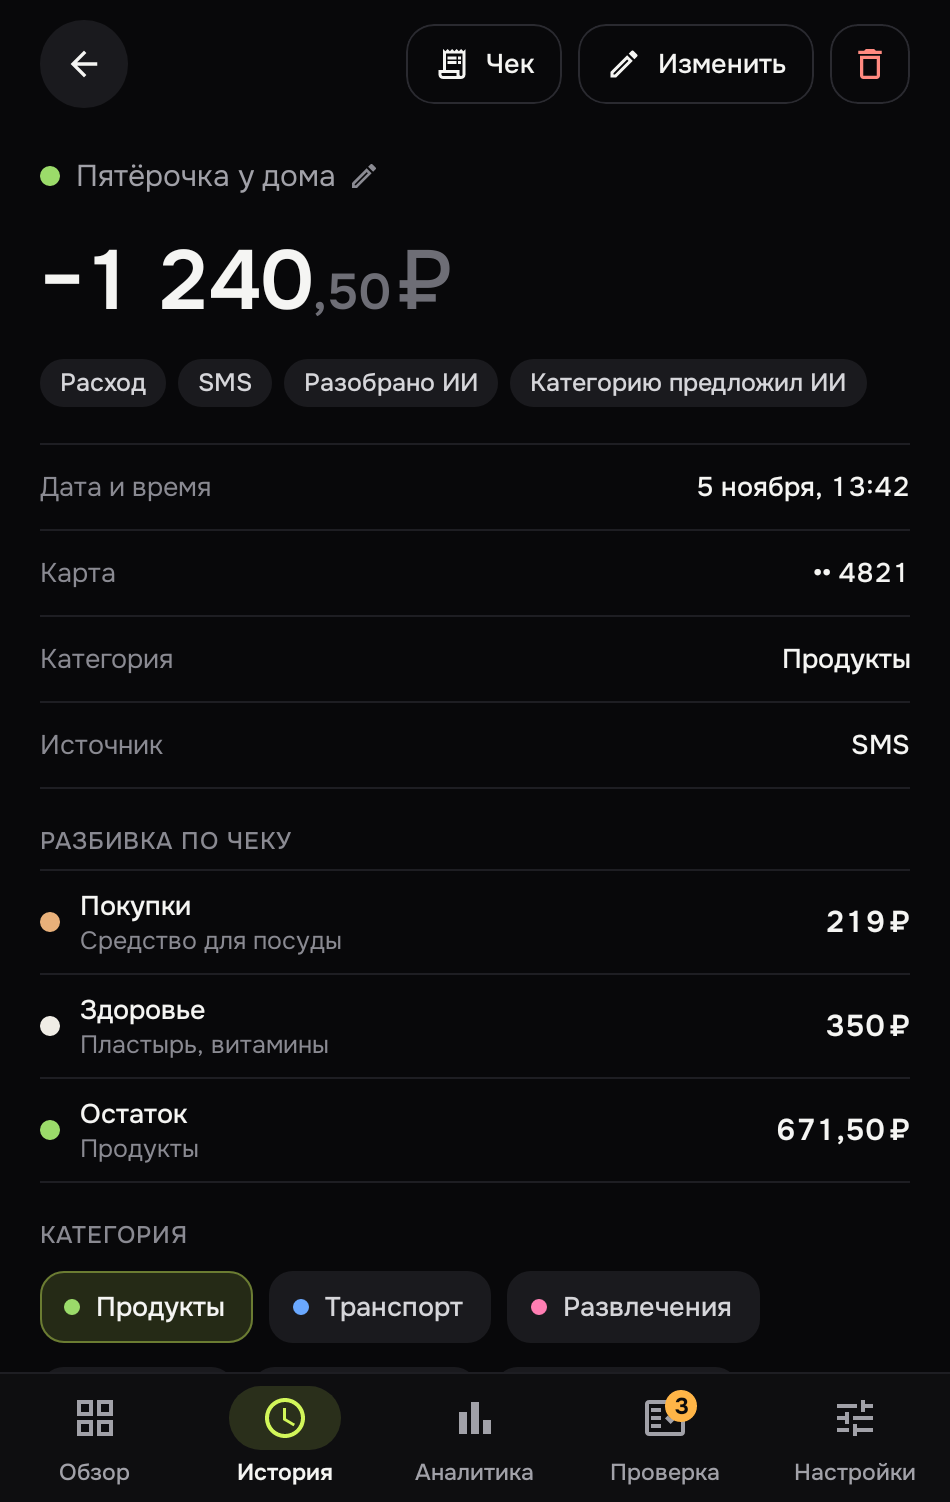 Чек
Изменить
Пятёрочка у дома
−1 240,50 ₽
Расход
SMS
Разобрано ИИ
Категорию предложил ИИ
Дата и время
5 ноября, 13:42
Карта
•• 4821
Категория
Продукты
Источник
SMS
РАЗБИВКА ПО ЧЕКУ
Покупки
Средство для посуды
219 ₽
Здоровье
Пластырь, витамины
350 ₽
Остаток
Продукты
671,50 ₽
КАТЕГОРИЯ
Продукты
Транспорт
Развлечения
3
Обзор
История
Аналитика
Проверка
Настройки